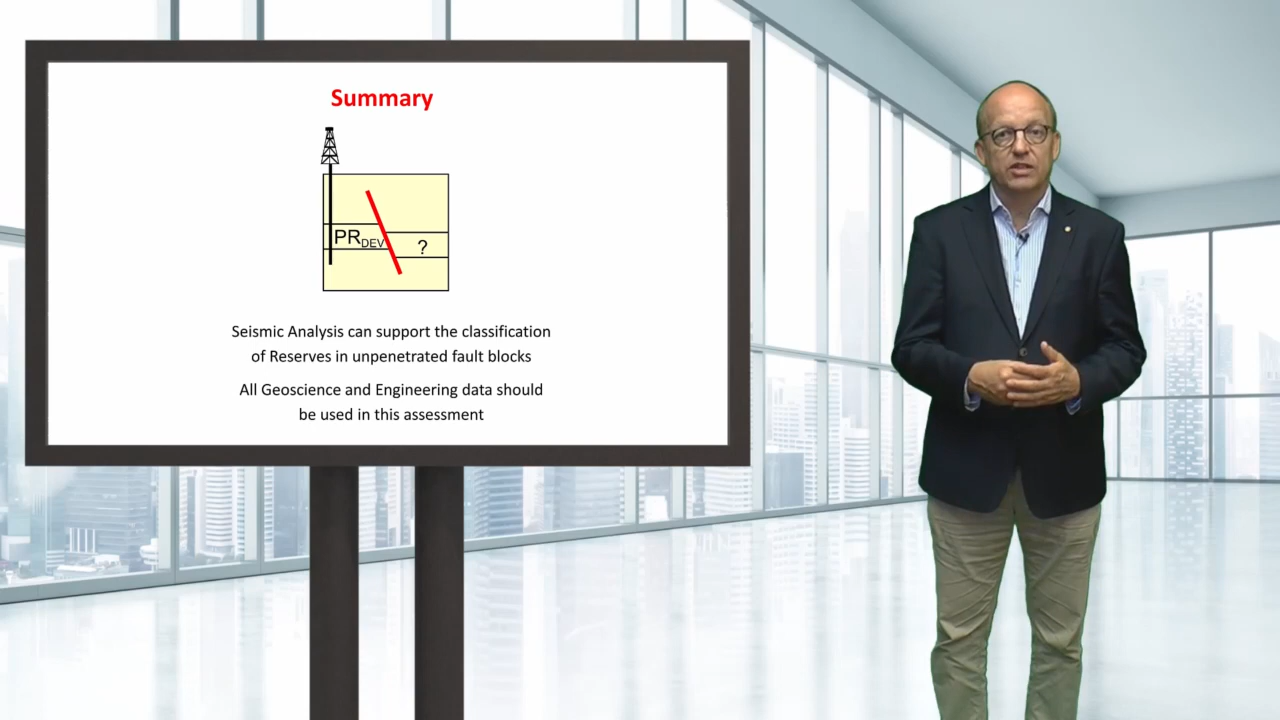 Summary
PRDEV
?
Seismic Analysis can support the classification
of Reserves in unpenetrated fault blocks
All Geoscience and Engineering data should
be used in this assessment